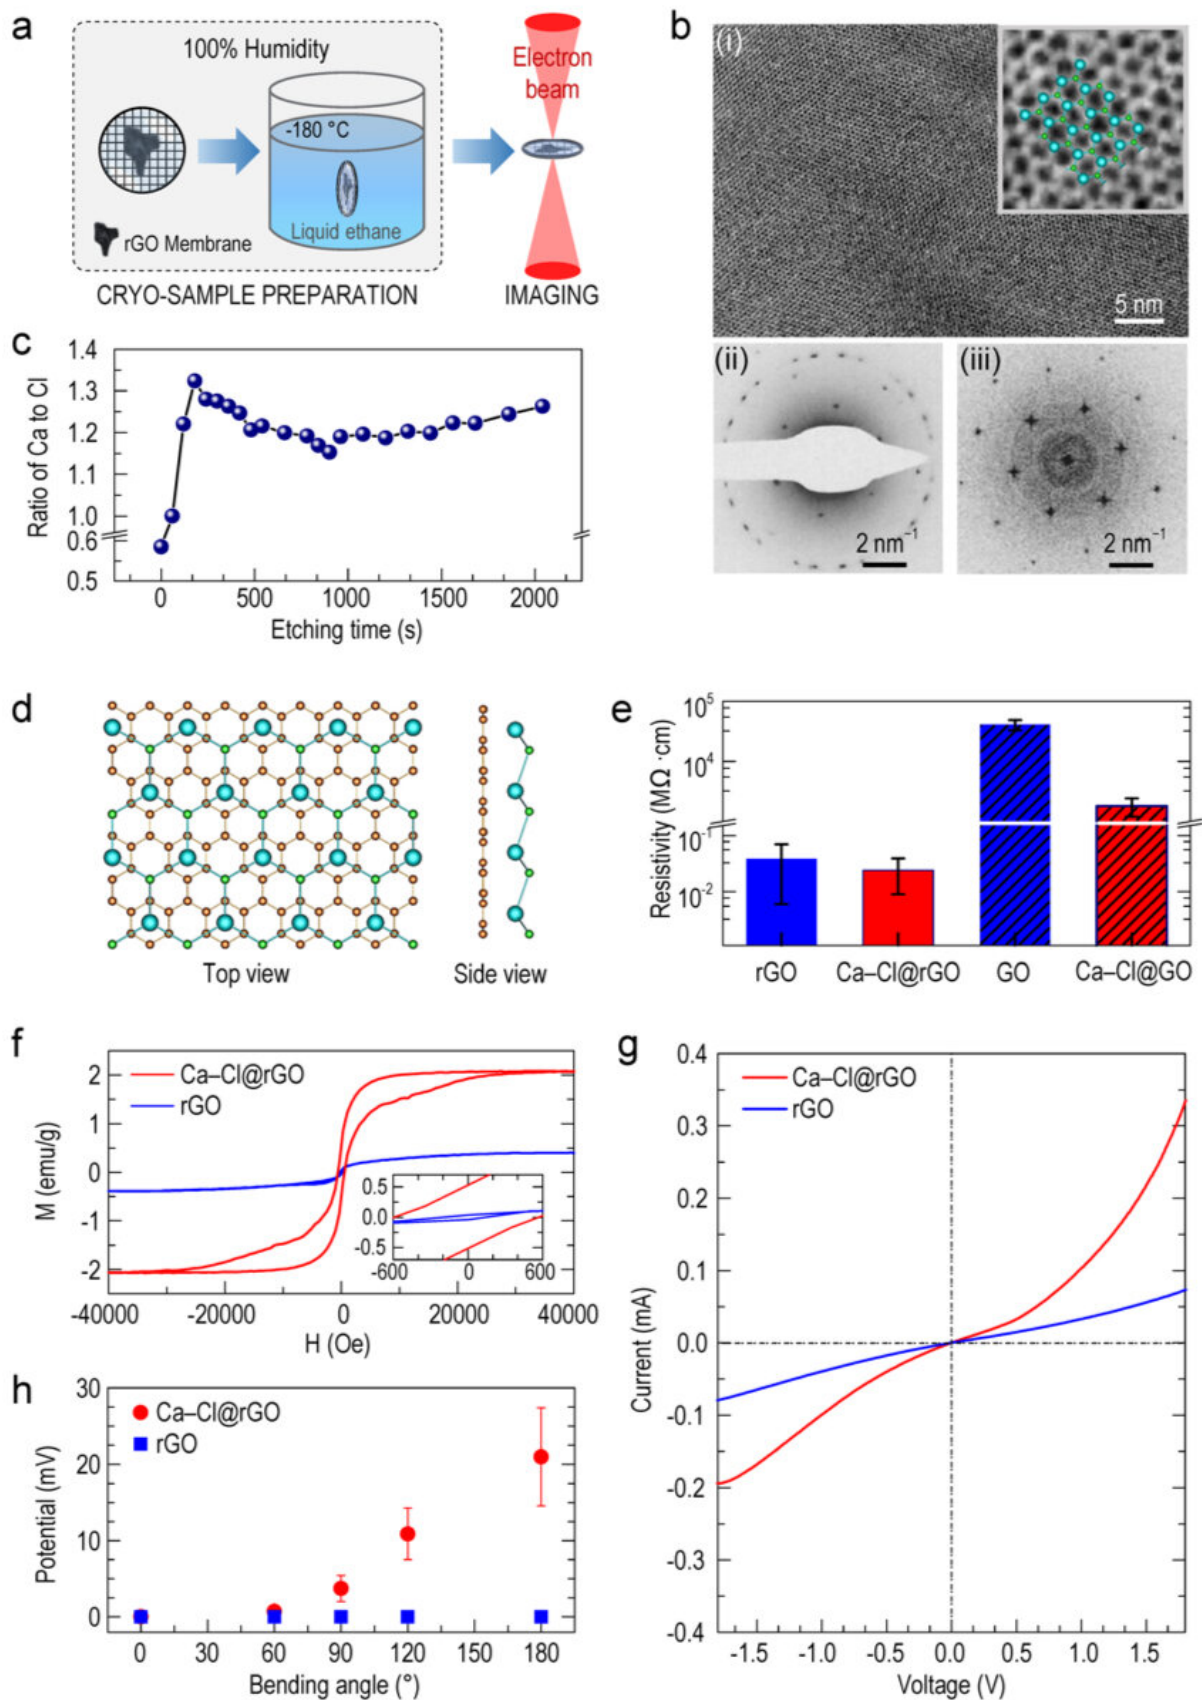 a
100% Humidity
-180 °C
Liquid ethane
rGO Membrane
CRYO-SAMPLE PREPARATION
Electron
beam
IMAGING
b
(i)
5 nm
(ii)
2 nm⁻¹
(iii)
2 nm⁻¹
c
Ratio of Ca to Cl
1.4
1.3
1.2
1.1
1.0
0.6
0.5
0 500 1000 1500 2000
Etching time (s)
d
Top view
Side view
e
Resistivity (MΩ ·cm)
10⁵
10⁴
10⁻¹
10⁻²
rGO Ca–Cl@rGO GO Ca–Cl@GO
f
Ca–Cl@rGO
rGO
M (emu/g)
2
0
-2
0.5
0.0
-0.5
-600 0 600
-40000 -20000 0 20000 40000
H (Oe)
g
Ca–Cl@rGO
rGO
Current (mA)
0.4
0.3
0.2
0.1
0.0
-0.1
-0.2
-0.3
-0.4
-1.5 -1.0 -0.5 0.0 0.5 1.0 1.5
Voltage (V)
h
Ca–Cl@rGO
rGO
Potential (mV)
30
20
10
0
0 30 60 90 120 150 180
Bending angle (°)